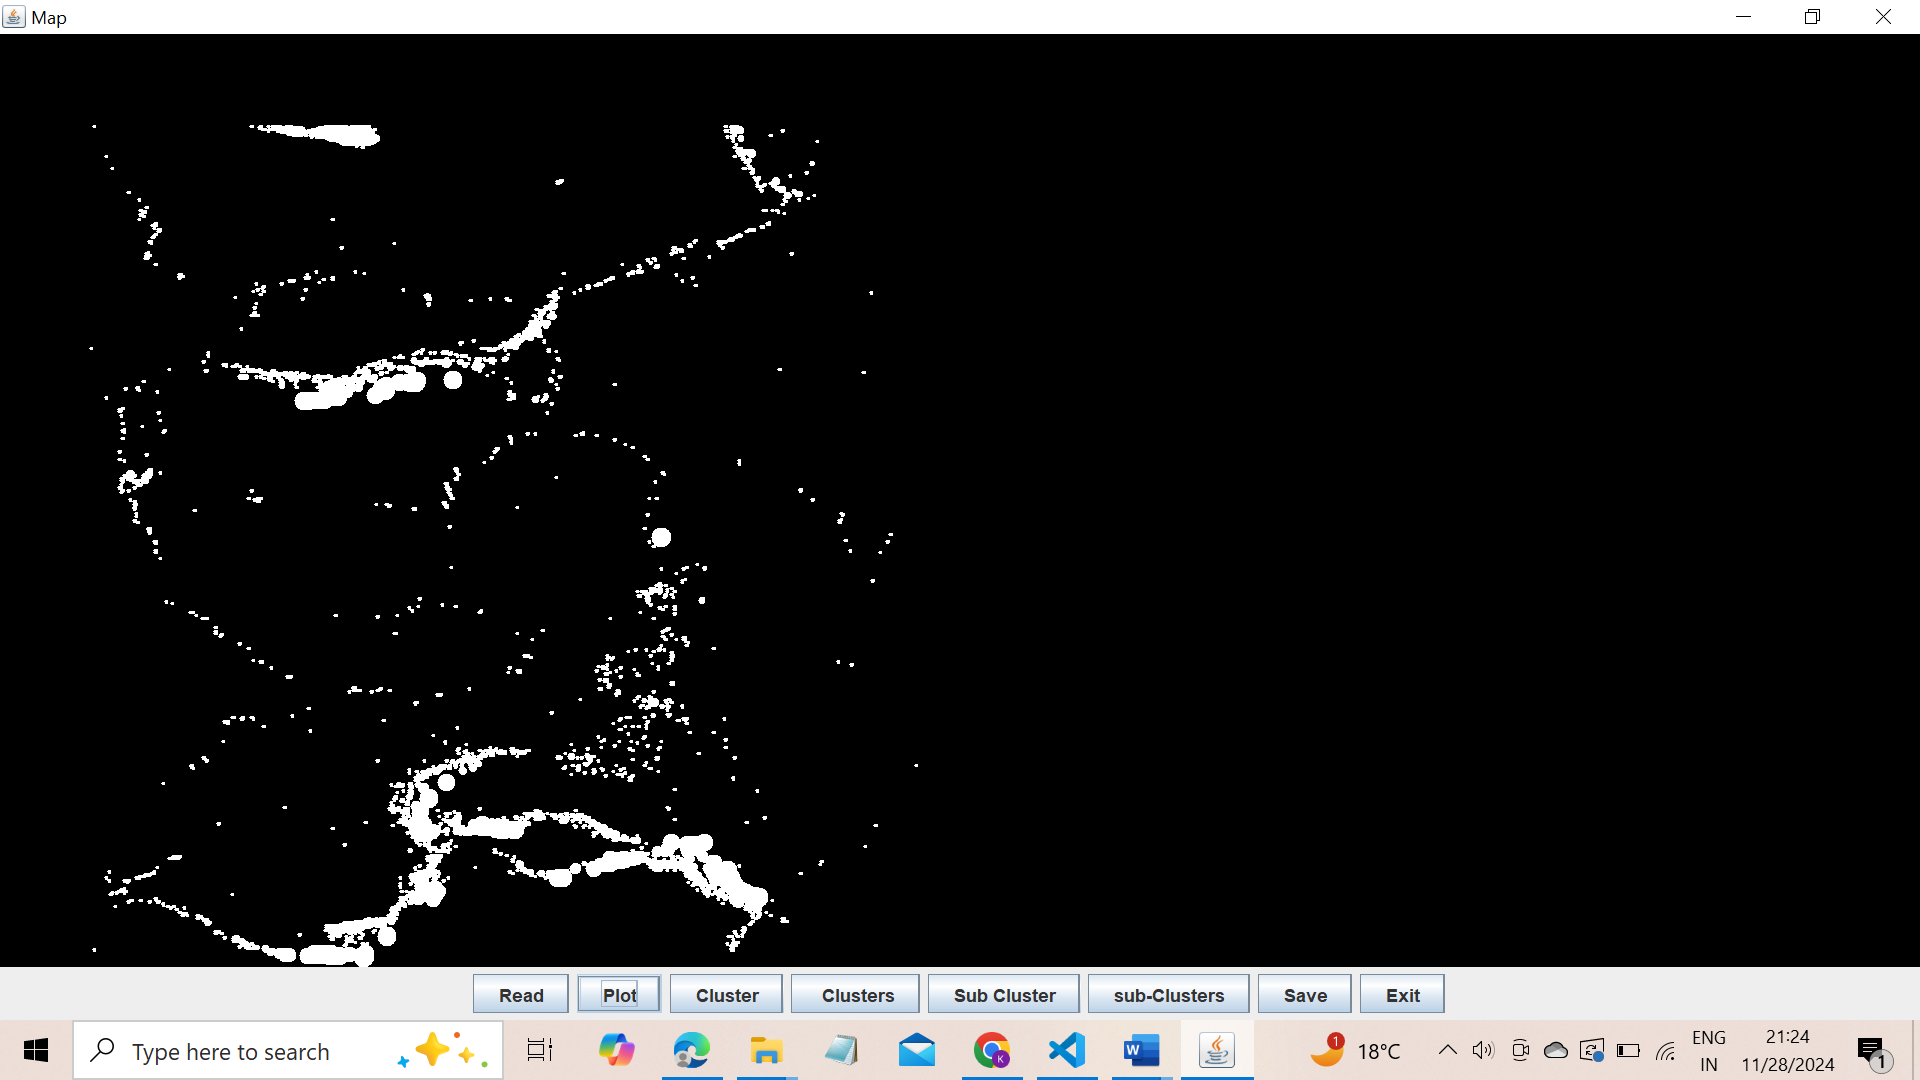 Map
Read Plot Cluster Clusters Sub Cluster sub-Clusters Save Exit
Type here to search
K
W
1
18°C
ENG
IN
21:24
11/28/2024
1